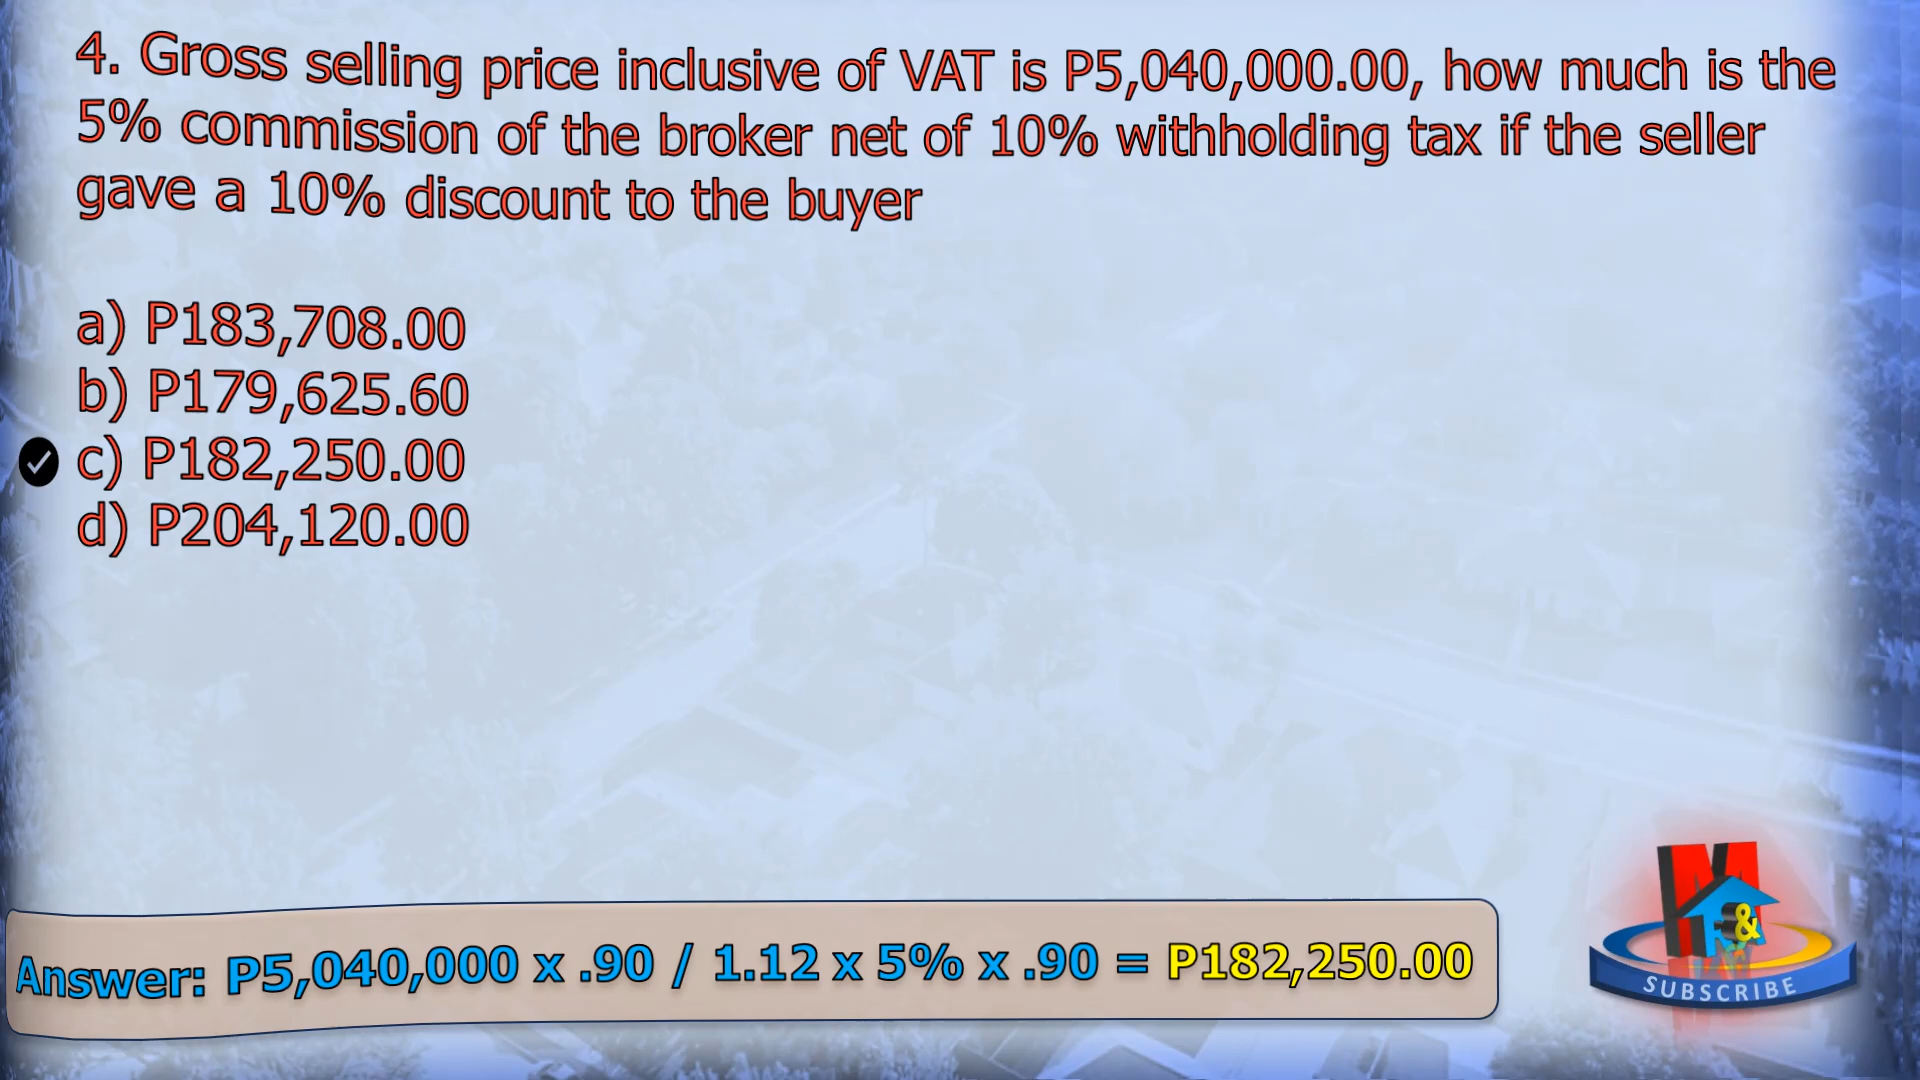 4. Gross selling price inclusive of VAT is P5,040,000.00, how much is the
5% commission of the broker net of 10% withholding tax if the seller
gave a 10% discount to the buyer
a) P183,708.00
b) P179,625.60
c) P182,250.00
d) P204,120.00
Answer: P5,040,000 x .90 / 1.12 x 5% x .90 = P182,250.00
M
&
SUBSCRIBE